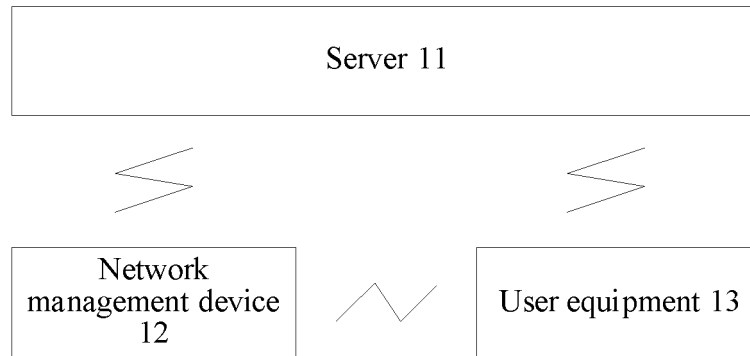 Server 11
Network
management device
12
User equipment 13